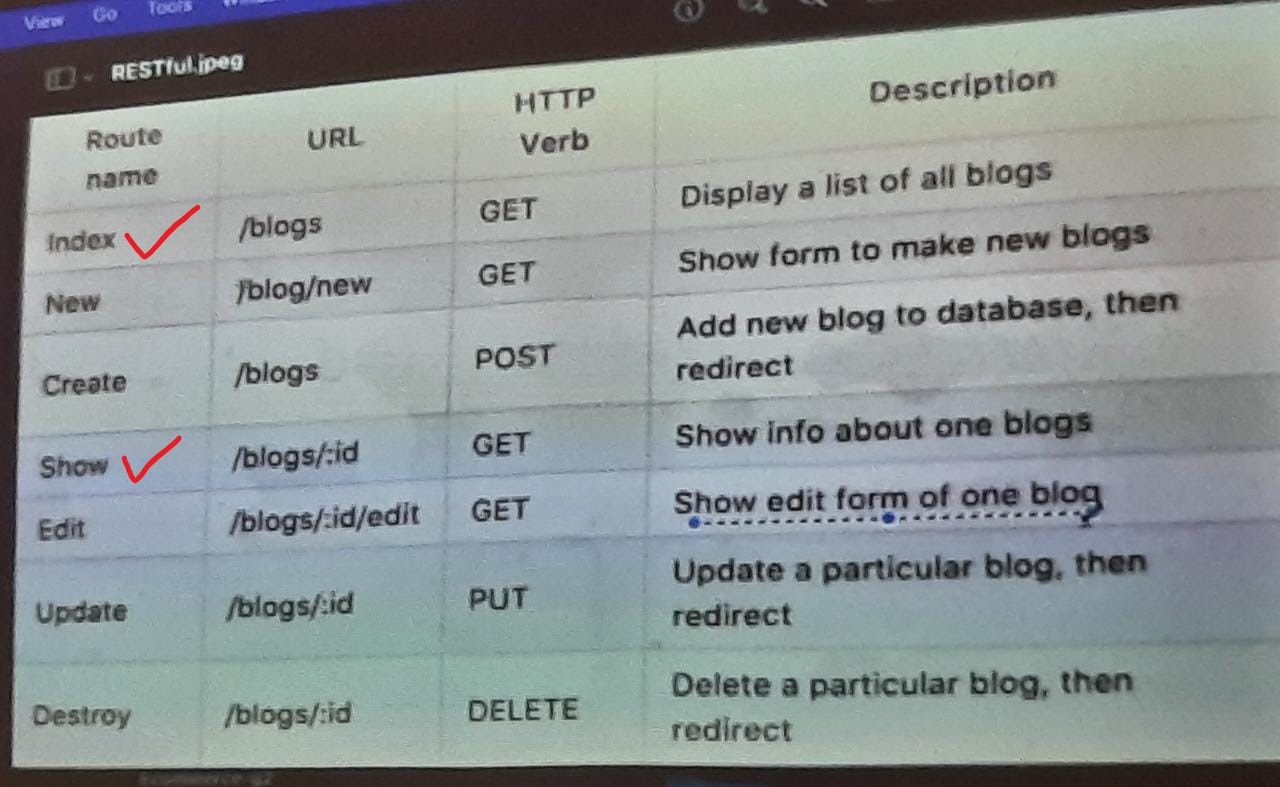 View Go Tools
RESTful.jpeg
Route name URL HTTP Verb Description
Index /blogs GET Display a list of all blogs
New /blog/new GET Show form to make new blogs
Create /blogs POST Add new blog to database, then
redirect
Show /blogs/:id GET Show info about one blogs
Edit /blogs/:id/edit GET Show edit form of one blog
Update /blogs/:id PUT Update a particular blog, then
redirect
Destroy /blogs/:id DELETE Delete a particular blog, then
redirect